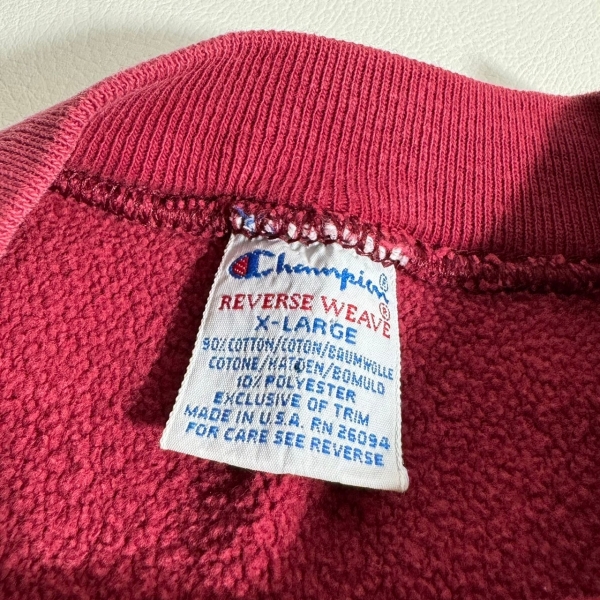 Champion®
REVERSE WEAVE®
X-LARGE
90% COTTON/COTON/BAUMWOLLE
COTONE/KATOEN/BOMULD
10% POLYESTER
EXCLUSIVE OF TRIM
MADE IN U.S.A. RN 26094
FOR CARE SEE REVERSE